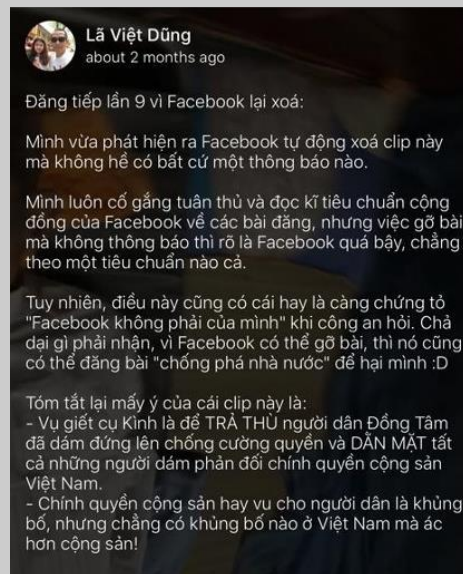 Lã Việt Dũng
about 2 months ago
Đăng tiếp lần 9 vì Facebook lại xoá:
Mình vừa phát hiện ra Facebook tự động xoá clip này
mà không hề có bất cứ một thông báo nào.
Mình luôn cố gắng tuân thủ và đọc kĩ tiêu chuẩn cộng
đồng của Facebook về các bài đăng, nhưng việc gỡ bài
mà không thông báo thì rõ là Facebook quá bậy, chẳng
theo một tiêu chuẩn nào cả.
Tuy nhiên, điều này cũng có cái hay là càng chứng tỏ
"Facebook không phải của mình" khi công an hỏi. Chả
dại gì phải nhận, vì Facebook có thể gỡ bài, thì nó cũng
có thể đăng bài "chống phá nhà nước" để hại mình :D
Tóm tắt lại mấy ý của cái clip này là:
- Vụ giết cụ Kình là để TRẢ THÙ người dân Đồng Tâm
đã dám đứng lên chống cường quyền và DẰN MẶT tất
cả những người dám phản đối chính quyền cộng sản
Việt Nam.
- Chính quyền cộng sản hay vu cho người dân là khủng
bố, nhưng chẳng có khủng bố nào ở Việt Nam mà ác
hơn cộng sản!